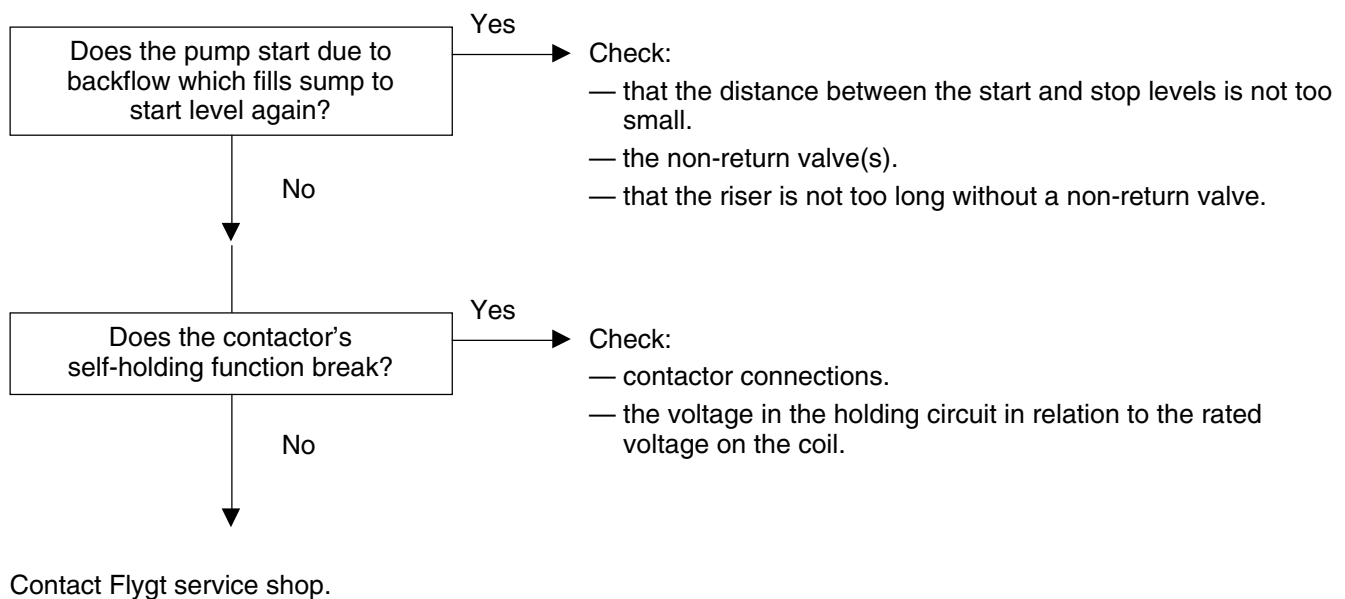 Does the pump start due to
backflow which fills sump to
start level again?
Yes
Check:
— that the distance between the start and stop levels is not too
small.
— the non-return valve(s).
— that the riser is not too long without a non-return valve.
No
Does the contactor's
self-holding function break?
Yes
Check:
— contactor connections.
— the voltage in the holding circuit in relation to the rated
voltage on the coil.
No
Contact Flygt service shop.